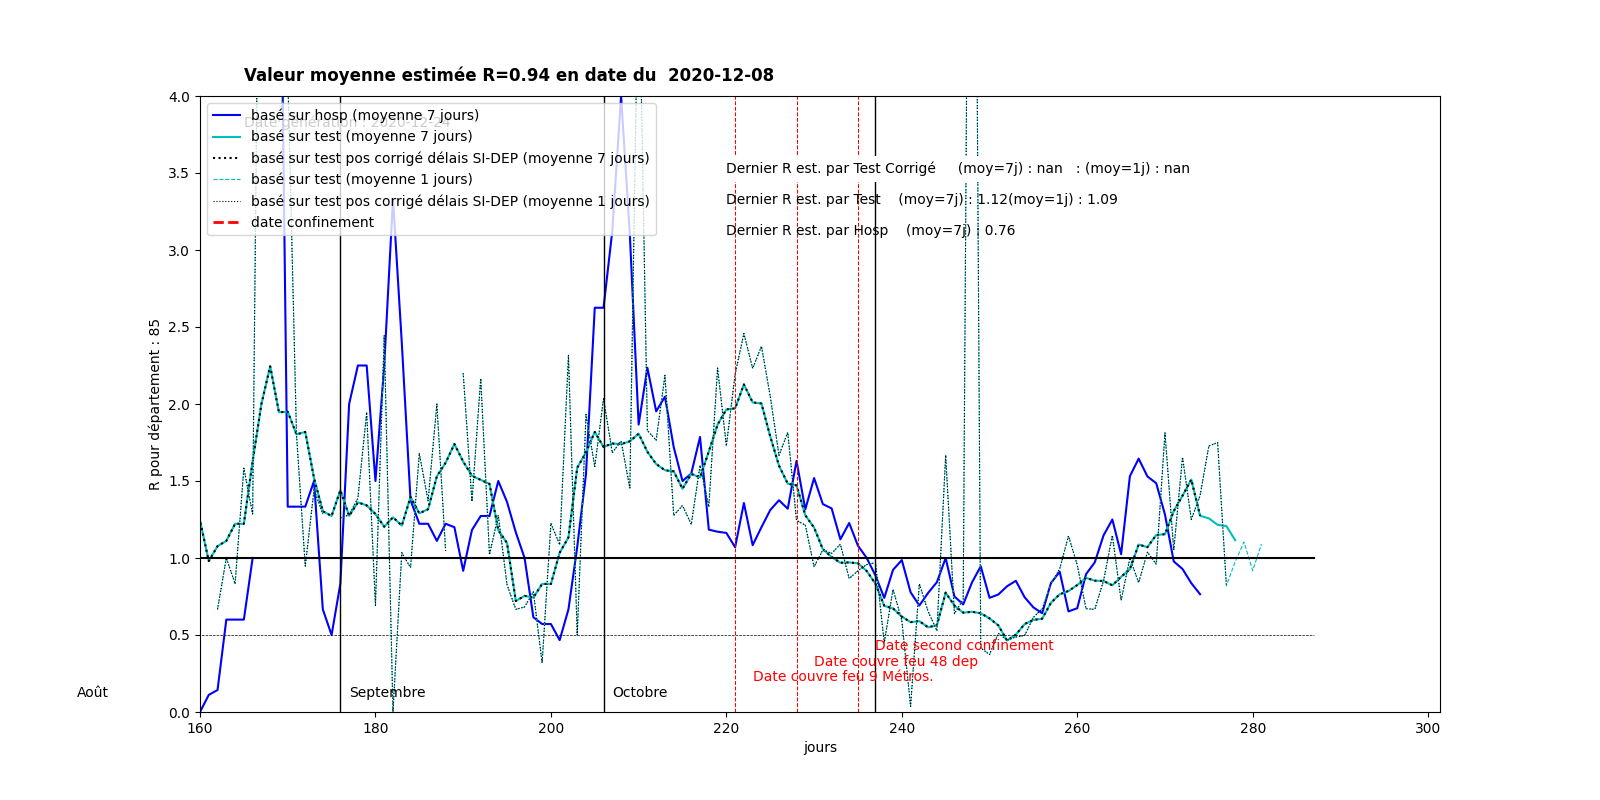 Valeur moyenne estimée R=0.94 en date du  2020-12-08
Date génération : 2020-12-24
basé sur hosp (moyenne 7 jours)
basé sur test (moyenne 7 jours)
basé sur test pos corrigé délais SI-DEP (moyenne 7 jours)
basé sur test (moyenne 1 jours)
basé sur test pos corrigé délais SI-DEP (moyenne 1 jours)
date confinement
Dernier R est. par Test Corrigé     (moy=7j) : nan   : (moy=1j) : nan
Dernier R est. par Test    (moy=7j) : 1.12(moy=1j) : 1.09
Dernier R est. par Hosp    (moy=7j) : 0.76
R pour département : 85
4.0
3.5
3.0
2.5
2.0
1.5
1.0
0.5
0.0
Date second confinement
Date couvre feu 48 dep
Date couvre feu 9 Métros.
Août
Septembre
Octobre
160 180 200 220 240 260 280 300
jours